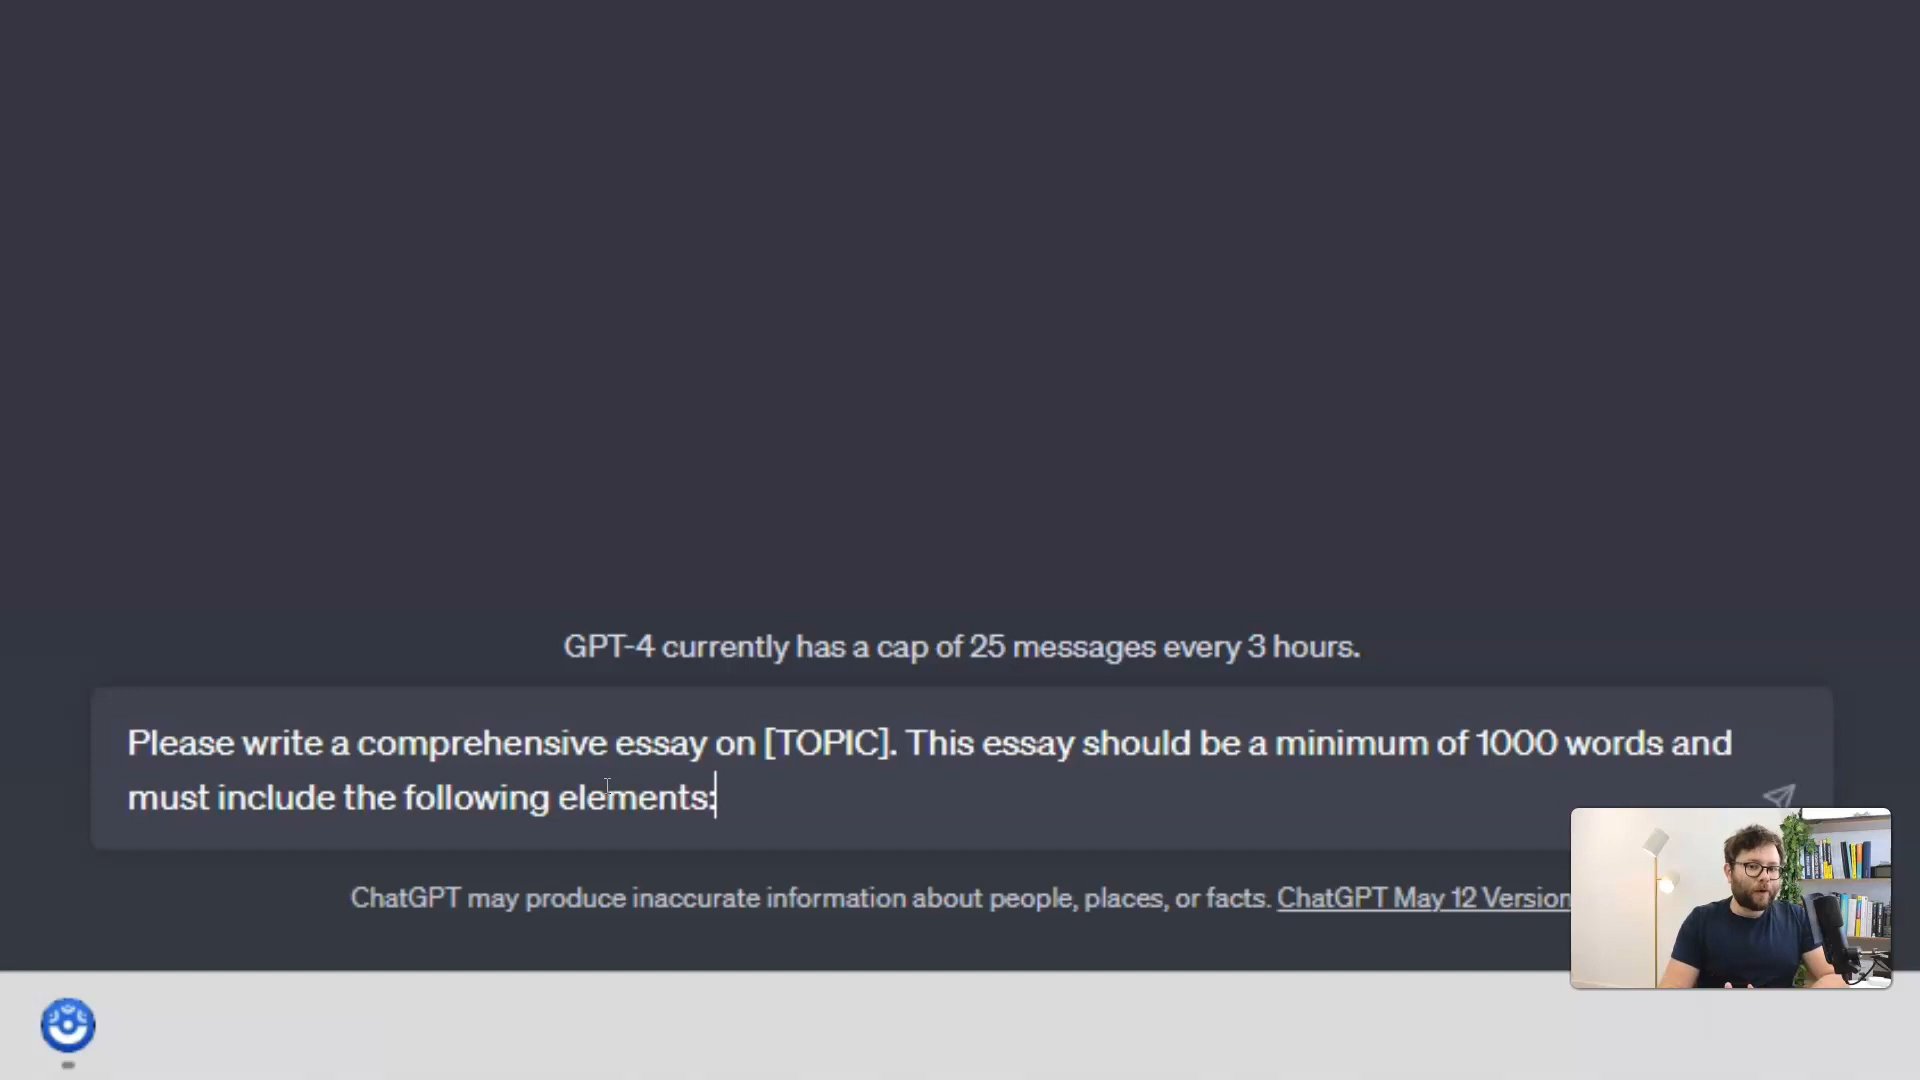 GPT-4 currently has a cap of 25 messages every 3 hours.
Please write a comprehensive essay on [TOPIC]. This essay should be a minimum of 1000 words and
must include the following elements:
ChatGPT may produce inaccurate information about people, places, or facts. ChatGPT May 12 Version